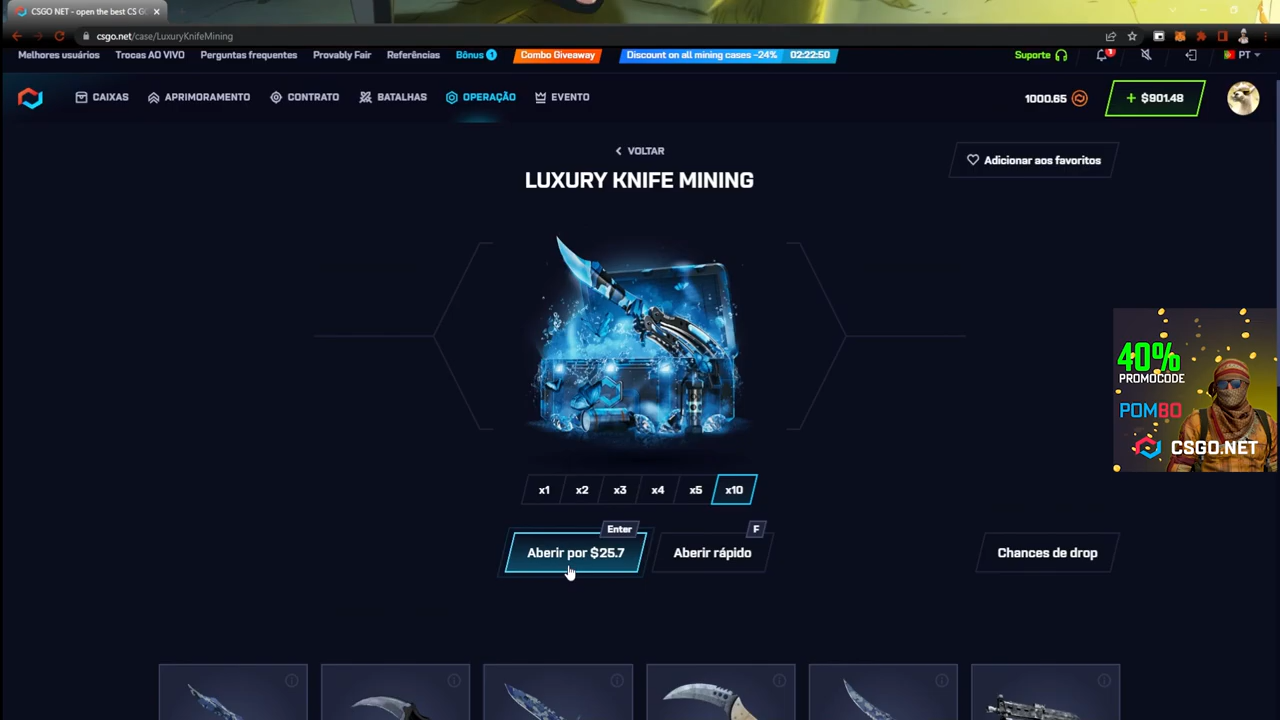 CSGO NET - open the best CS G
csgo.net/case/LuxuryKnifeMining
Melhores usuários Trocas AO VIVO Perguntas frequentes Provably Fair Referências Bônus 1 Combo Giveaway Discount on all mining cases -24% 02:22:50 Suporte 1 PT
CAIXAS APRIMORAMENTO CONTRATO BATALHAS OPERAÇÃO EVENTO 1000.65 + $901.48
VOLTAR
Adicionar aos favoritos
LUXURY KNIFE MINING
40%
PROMOCODE
POMBO
CSGO.NET
x1 x2 x3 x4 x5 x10
Enter F
Aberir por $25.7 Aberir rápido Chances de drop